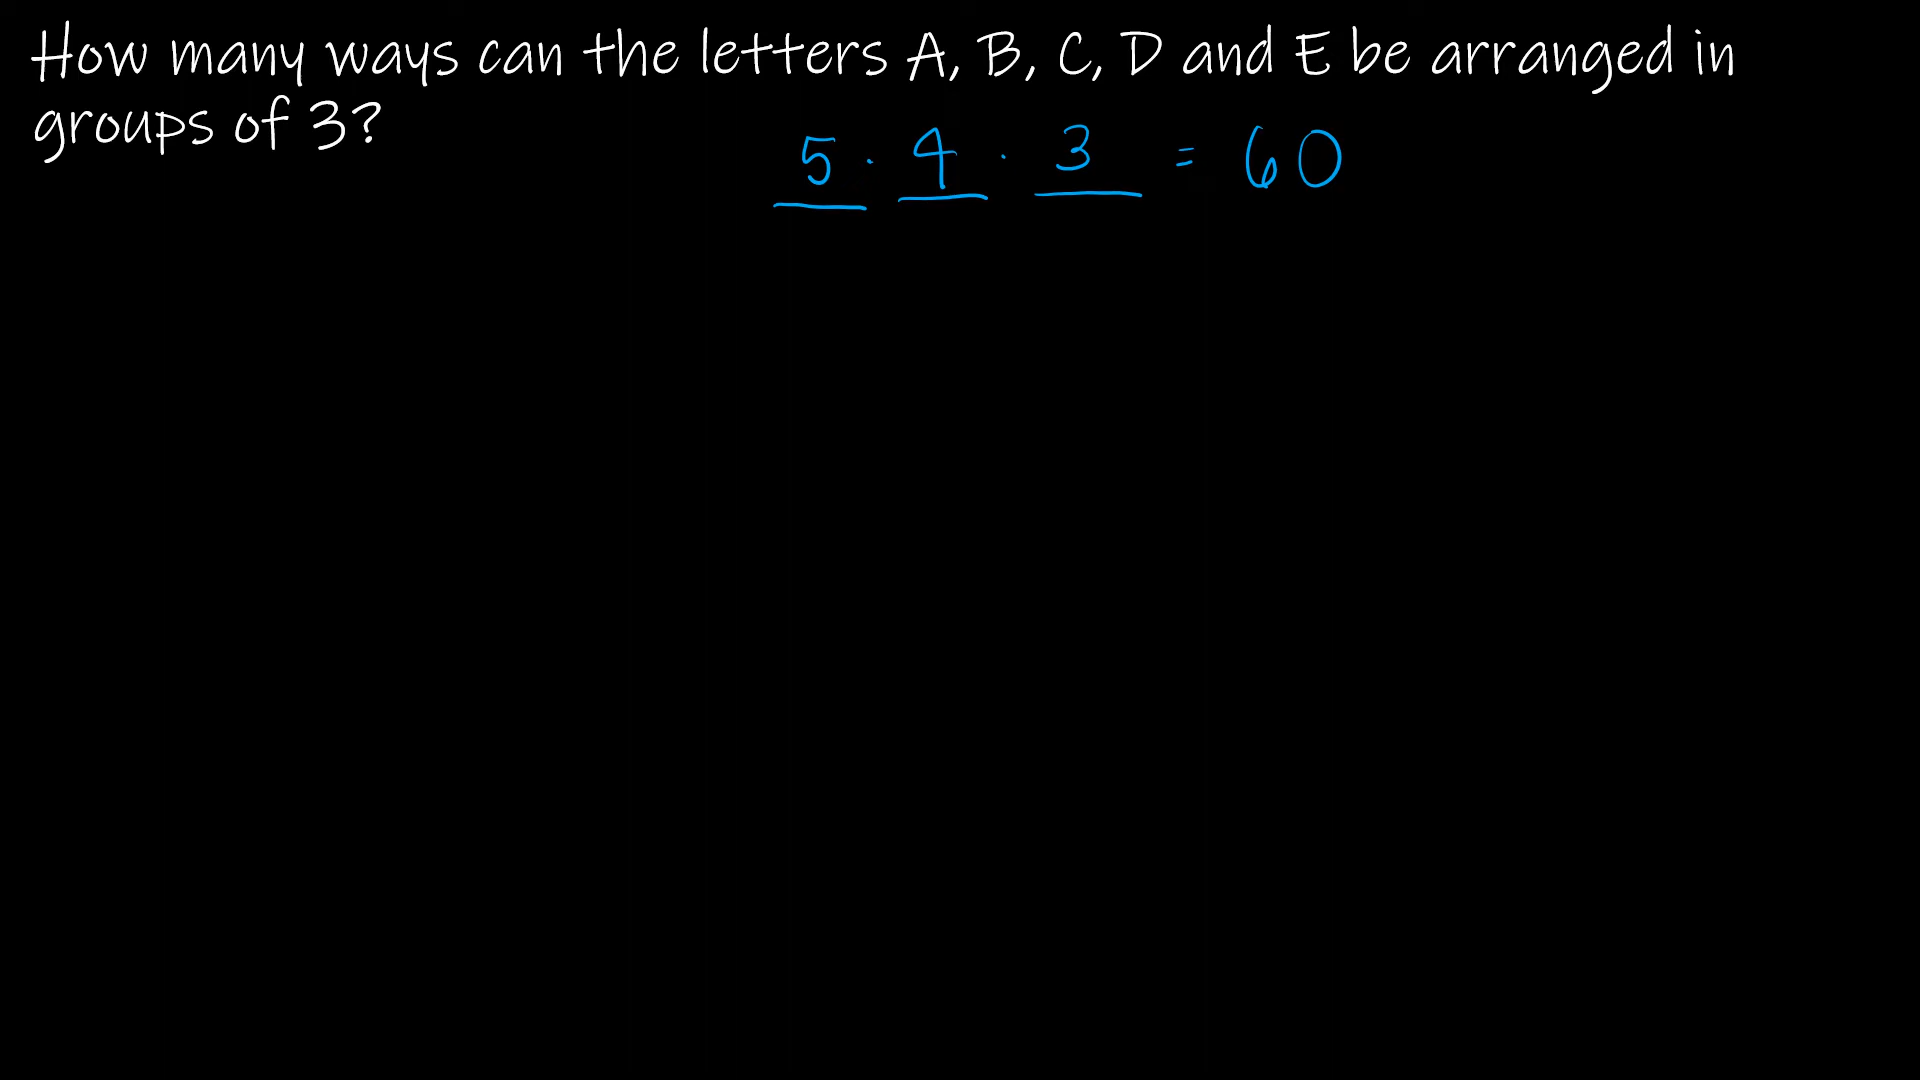 How many ways can the letters A, B, C, D and E be arranged in
groups of 3?
5 · 4 · 3 = 60